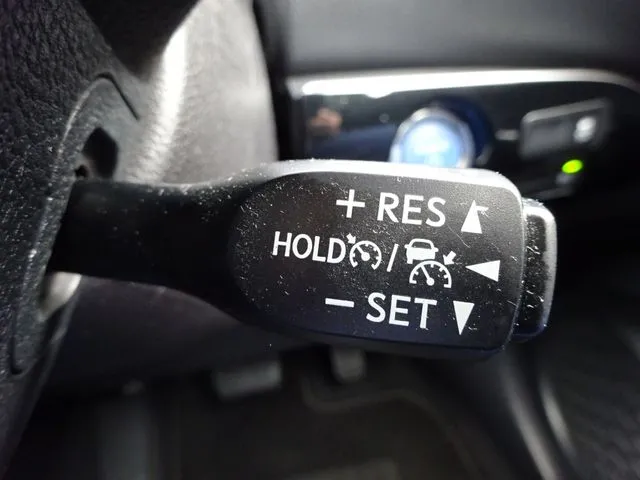 + RES
HOLD /
- SET